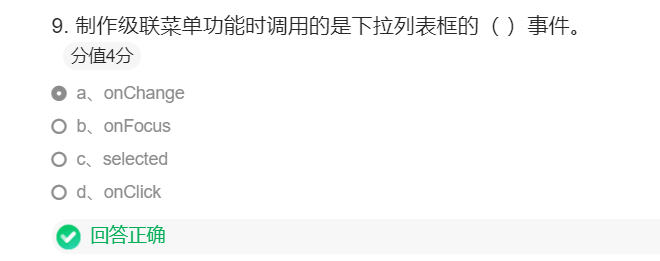 9. 制作级联菜单功能时调用的是下拉列表框的（ ）事件。
分值4分
a、onChange
b、onFocus
c、selected
d、onClick
回答正确